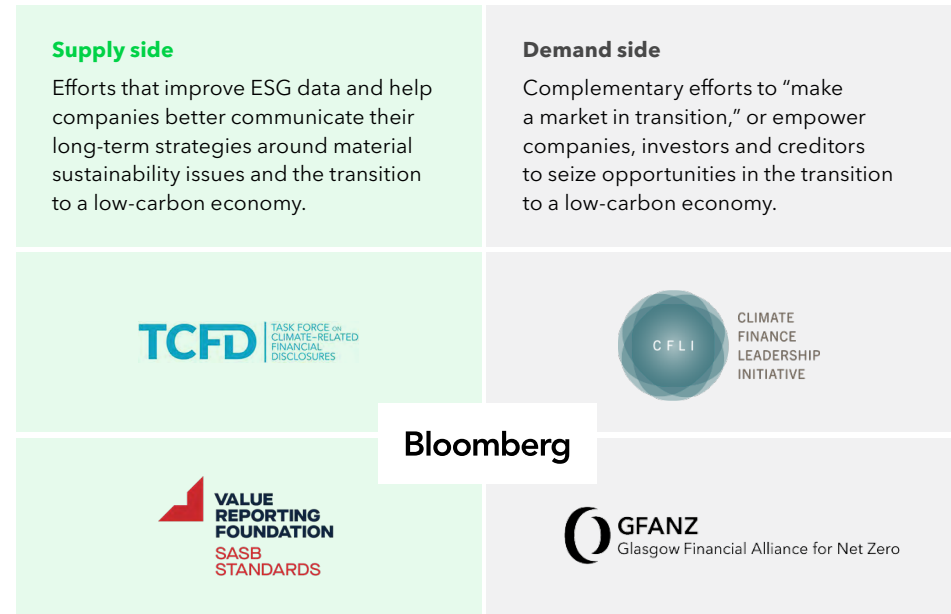 Supply side
Efforts that improve ESG data and help
companies better communicate their
long-term strategies around material
sustainability issues and the transition
to a low-carbon economy.
Demand side
Complementary efforts to “make
a market in transition,” or empower
companies, investors and creditors
to seize opportunities in the transition
to a low-carbon economy.
TCFD
TASK FORCE ON
CLIMATE-RELATED
FINANCIAL
DISCLOSURES
CFLI
CLIMATE
FINANCE
LEADERSHIP
INITIATIVE
Bloomberg
VALUE
REPORTING
FOUNDATION
SASB
STANDARDS
GFANZ
Glasgow Financial Alliance for Net Zero